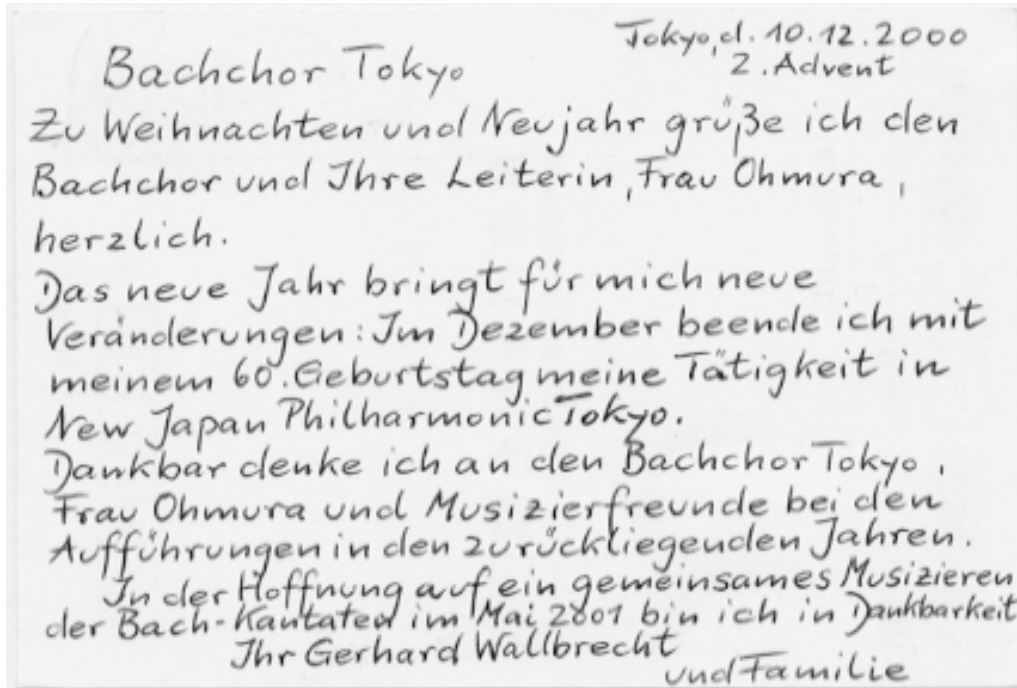 Tokyo, d. 10.12.2000
2. Advent
Bachchor Tokyo
Zu Weihnachten und Neujahr grüße ich den
Bachchor und Ihre Leiterin, Frau Ohmura,
herzlich.
Das neue Jahr bringt für mich neue
Veränderungen: Im Dezember beende ich mit
meinem 60. Geburtstag meine Tätigkeit in
New Japan Philharmonic Tokyo.
Dankbar denke ich an den Bachchor Tokyo,
Frau Ohmura und Musizierfreunde bei den
Aufführungen in den zurückliegenden Jahren.
In der Hoffnung auf ein gemeinsames Musizieren
der Bach-Kantaten im Mai 2001 bin ich in Dankbarkeit
Ihr Gerhard Wallbrecht
und Familie